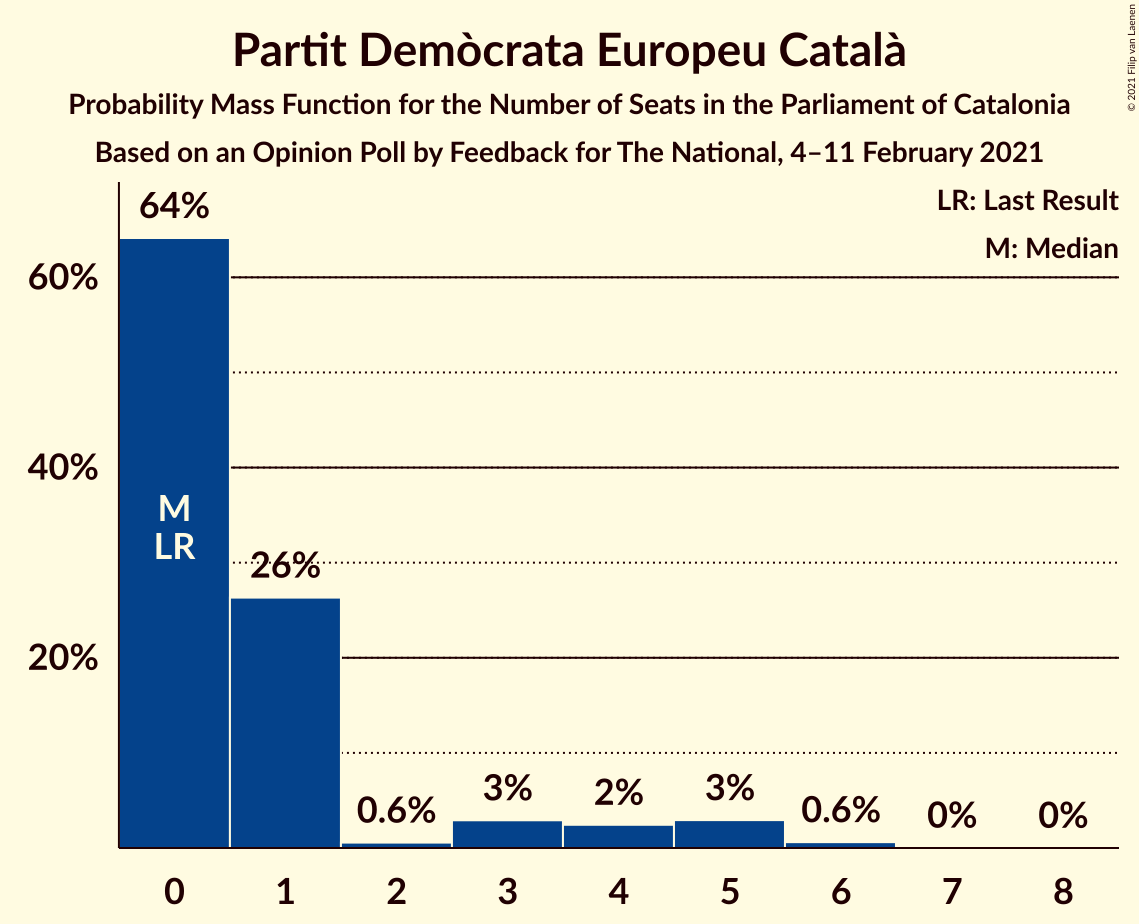 Partit Demòcrata Europeu Català
Probability Mass Function for the Number of Seats in the Parliament of Catalonia
Based on an Opinion Poll by Feedback for The National, 4–11 February 2021
© 2021 Filip van Laenen
LR: Last Result
M: Median
64%
60%
40%
20%
M
LR
26%
0.6%
3%
2%
3%
0.6%
0%
0%
0 1 2 3 4 5 6 7 8